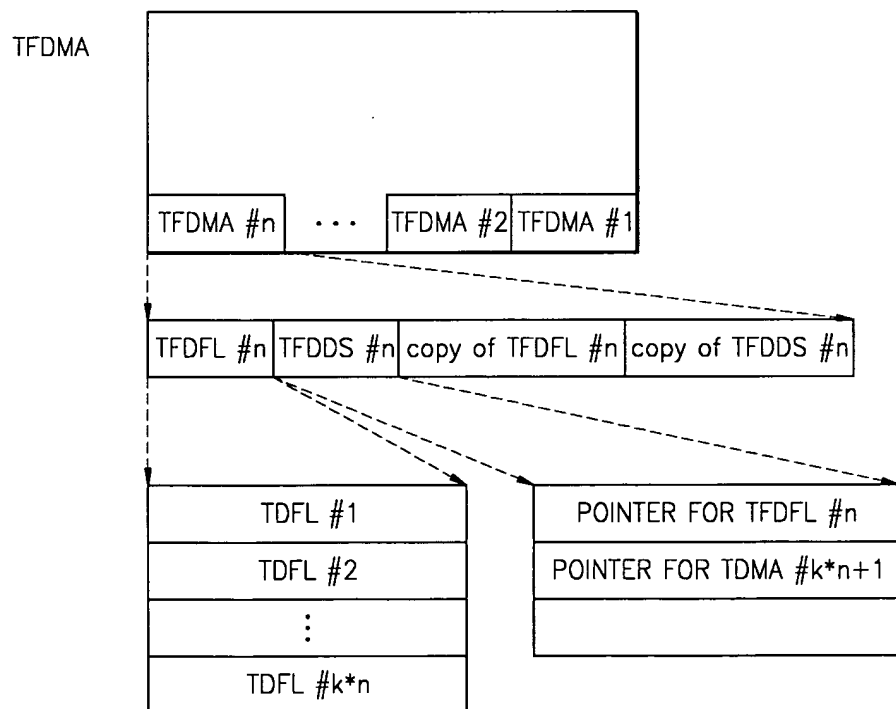 TFDMA
TFDMA #n ... TFDMA #2 TFDMA #1
TFDFL #n TFDDS #n copy of TFDFL #n copy of TFDDS #n
TDFL #1
TDFL #2
⋮
TDFL #k*n
POINTER FOR TFDFL #n
POINTER FOR TDMA #k*n+1